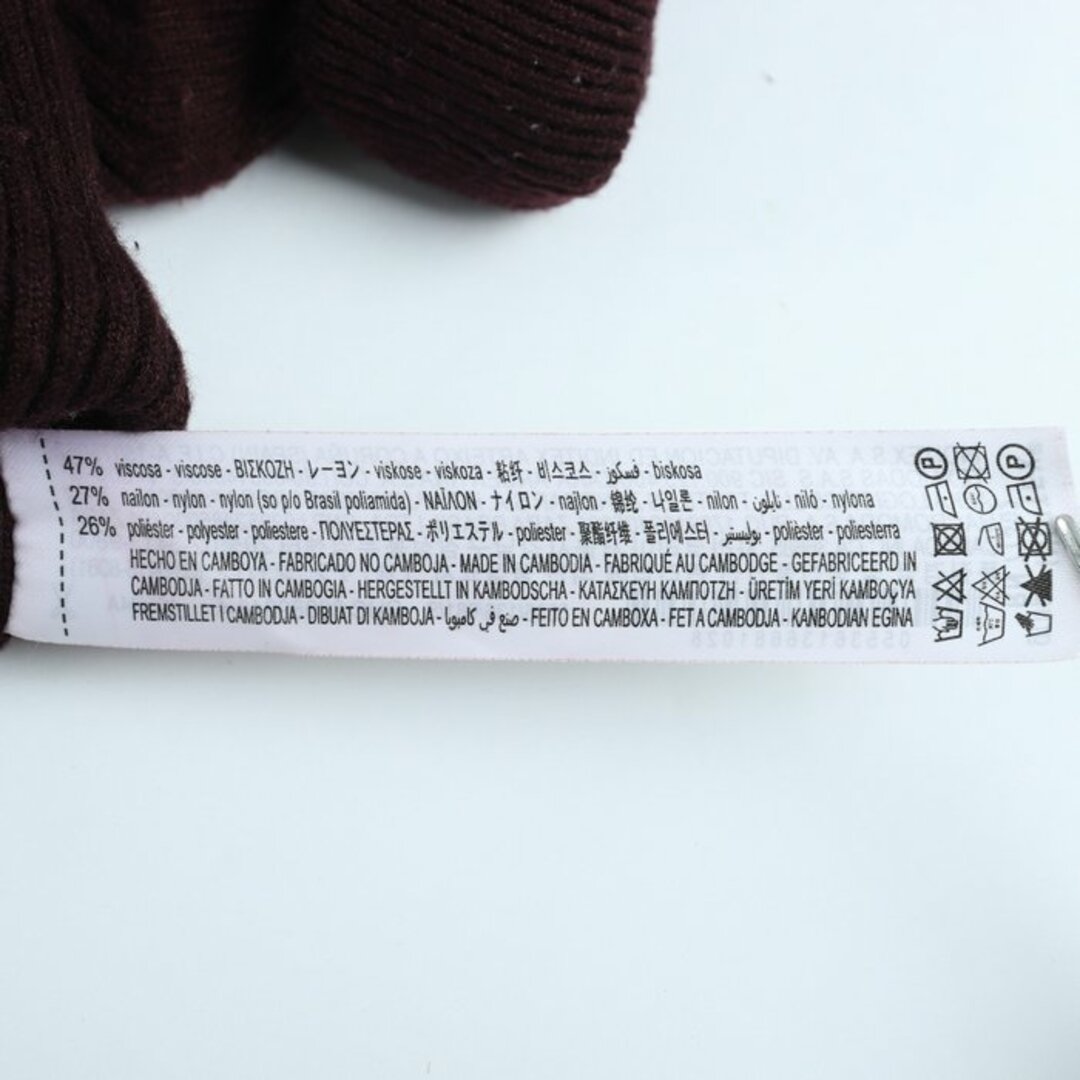 47% viscosa - viscose - ΒΙΣΚΟΖΗ - レーヨン - viskose - viskoza - 粘纤 - 비스코스 - فسكوز - biskosa
27% nailon - nylon - nylon (so p/o Brasil poliamida) - ΝΑΪΛΟΝ - ナイロン - najlon - 锦纶 - 나일론 - nilon - نايلون - niló - nylona
26% poliéster - polyester - poliestere - ΠΟΛΥΕΣΤΕΡΑΣ - ポリエステル - poliester - 聚酯纤维 - 폴리에스터 - بوليستير - polièster - poliesterra
HECHO EN CAMBOYA - FABRICADO NO CAMBOJA - MADE IN CAMBODIA - FABRIQUÉ AU CAMBODGE - GEFABRICEERD IN
CAMBODJA - FATTO IN CAMBOGIA - HERGESTELLT IN KAMBODSCHA - ΚΑΤΑΣΚΕΥΗ ΚΑΜΠΟΤΖΗ - ÜRETİM YERİ KAMBOÇYA
FREMSTILLET I CAMBODJA - DIBUAT DI KAMBOJA - صنع في كامبويا - FEITO EN CAMBOXA - FET A CAMBODJA - KANBODIAN EGINA
P P